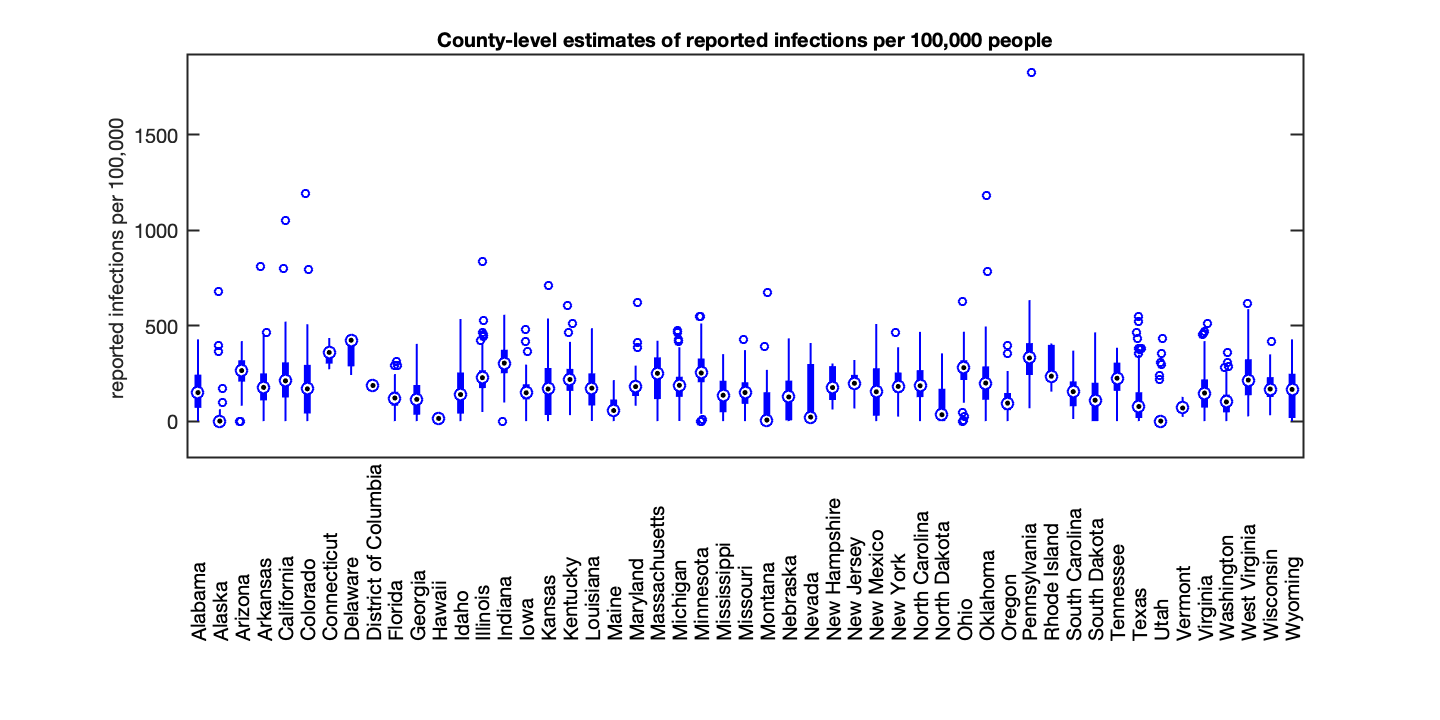 County-level estimates of reported infections per 100,000 people
reported infections per 100,000
1500
1000
500
0
Alabama
Alaska
Arizona
Arkansas
California
Colorado
Connecticut
Delaware
District of Columbia
Florida
Georgia
Hawaii
Idaho
Illinois
Indiana
Iowa
Kansas
Kentucky
Louisiana
Maine
Maryland
Massachusetts
Michigan
Minnesota
Mississippi
Missouri
Montana
Nebraska
Nevada
New Hampshire
New Jersey
New Mexico
New York
North Carolina
North Dakota
Ohio
Oklahoma
Oregon
Pennsylvania
Rhode Island
South Carolina
South Dakota
Tennessee
Texas
Utah
Vermont
Virginia
Washington
West Virginia
Wisconsin
Wyoming